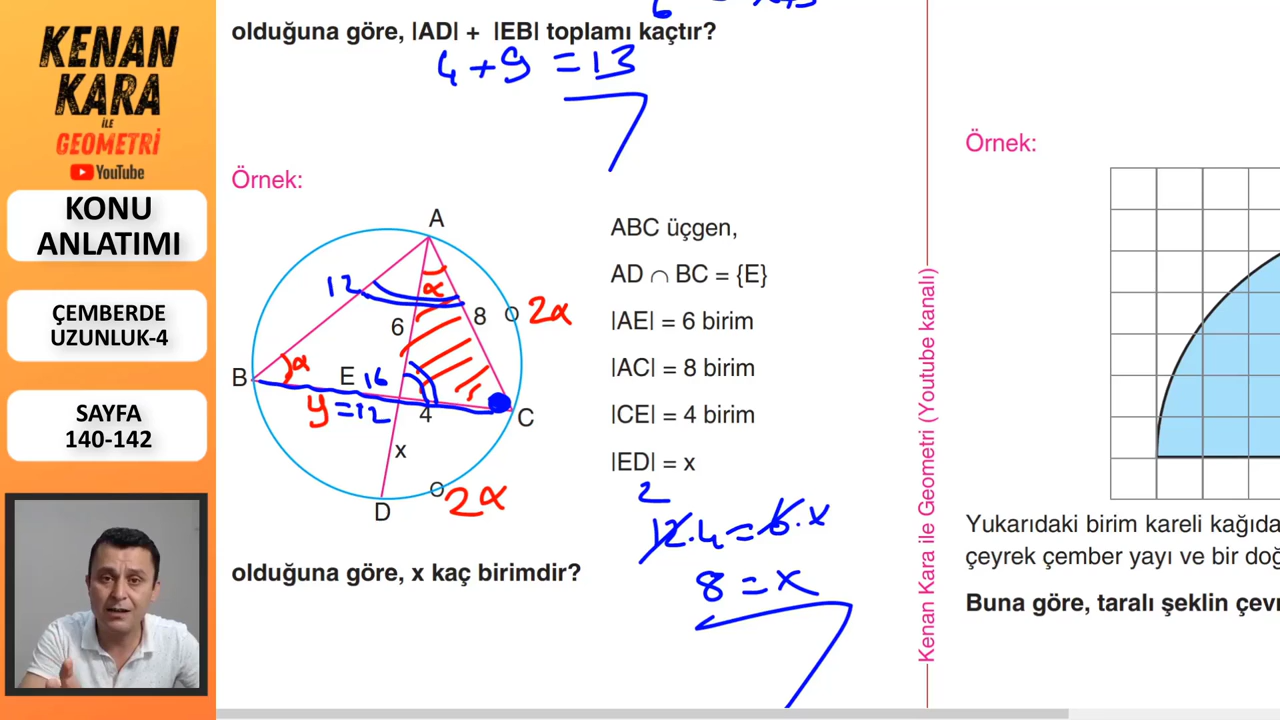 KENAN
KARA
İLE
GEOMETRİ
YouTube
KONU
ANLATIMI
ÇEMBERDE
UZUNLUK-4
SAYFA
140-142
6
olduğuna göre, |AD| + |EB| toplamı kaçtır?
4+9 = 13
Örnek:
A
12
α
6
8
2α
B
α
E
16
y = 12
4
C
x
D
2α
ABC üçgen,
AD ∩ BC = {E}
|AE| = 6 birim
|AC| = 8 birim
|CE| = 4 birim
|ED| = x
2
12.4 = 6.x
8 = x
olduğuna göre, x kaç birimdir?
Kenan Kara ile Geometri (Youtube kanalı)
Örnek:
Yukarıdaki birim kareli kağıda
çeyrek çember yayı ve bir doğ
Buna göre, taralı şeklin çevr